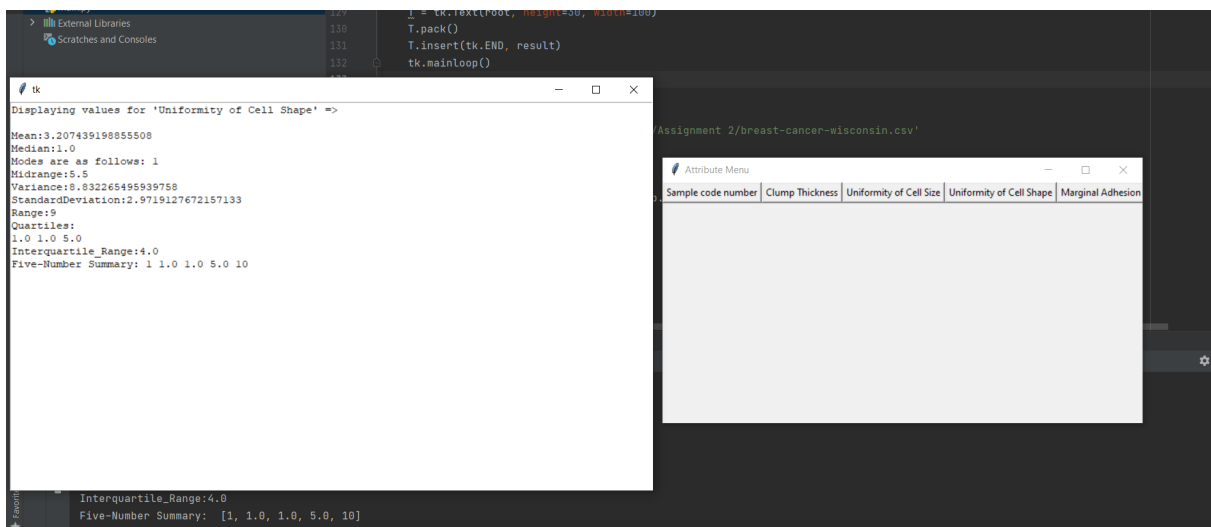 External Libraries
Scratches and Consoles
129 T = tk.Text(root, height=30, width=100)
130 T.pack()
131 T.insert(tk.END, result)
132 tk.mainloop()
tk
Displaying values for 'Uniformity of Cell Shape' =>
Mean:3.207439198855508
Median:1.0
Modes are as follows: 1
Midrange:5.5
Variance:8.832265495939758
StandardDeviation:2.9719127672157133
Range:9
Quartiles:
1.0 1.0 5.0
Interquartile_Range:4.0
Five-Number Summary: 1 1.0 1.0 5.0 10
/Assignment 2/breast-cancer-wisconsin.csv'
Attribute Menu
Sample code number Clump Thickness Uniformity of Cell Size Uniformity of Cell Shape Marginal Adhesion
Interquartile_Range:4.0
Five-Number Summary: [1, 1.0, 1.0, 5.0, 10]